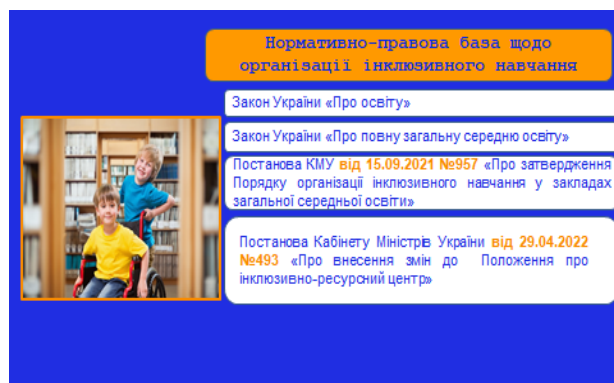 Нормативно-правова база щодо
організації інклюзивного навчання
Закон України «Про освіту»
Закон України «Про повну загальну середню освіту»
Постанова КМУ від 15.09.2021 №957 «Про затвердження
Порядку організації інклюзивного навчання у закладах
загальної середньої освіти»
Постанова Кабінету Міністрів України від 29.04.2022
№493 «Про внесення змін до Положення про
інклюзивно-ресурсний центр»